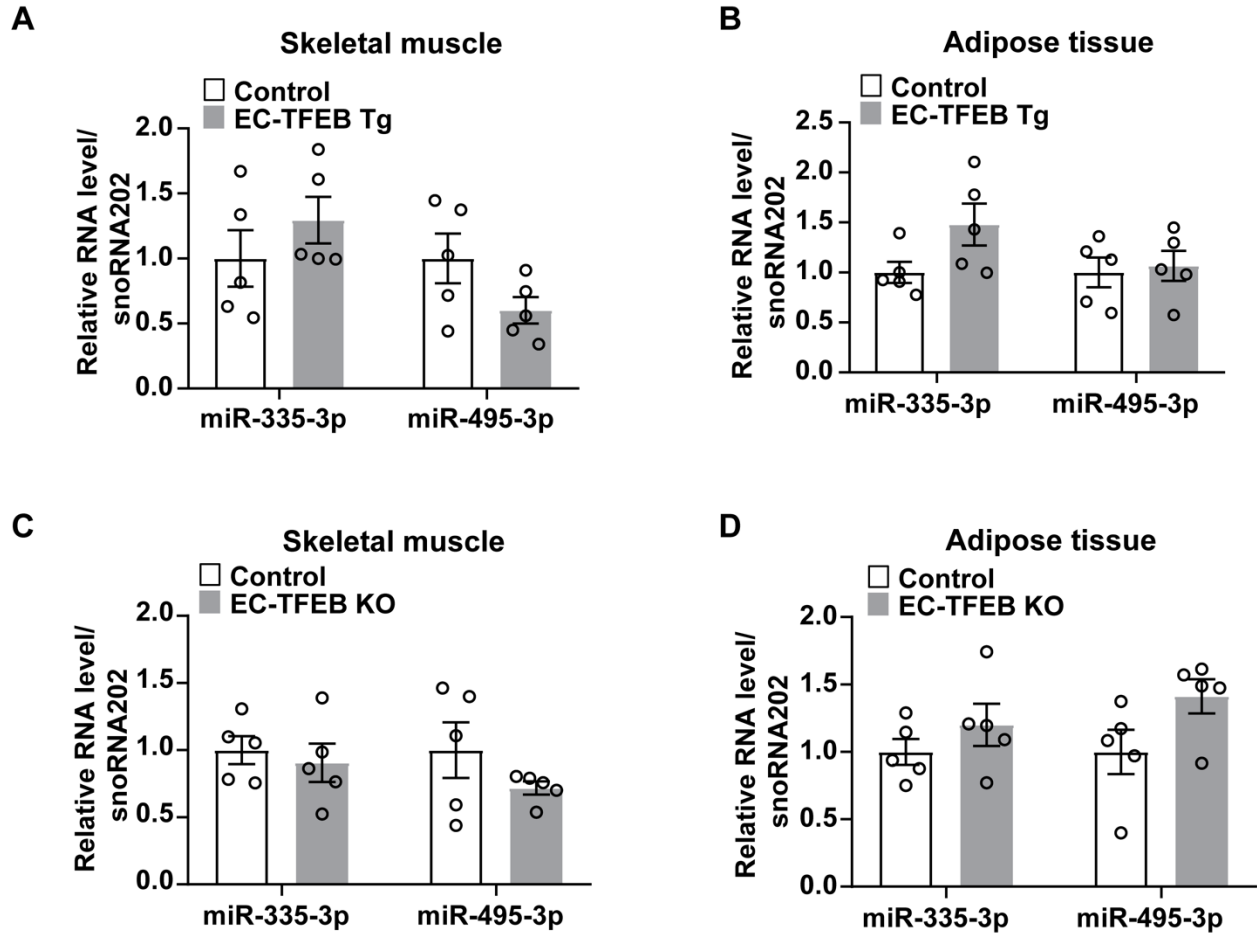 A
Skeletal muscle
Control
EC-TFEB Tg
Relative RNA level/
snoRNA202
2.0
1.5
1.0
0.5
0.0
miR-335-3p
miR-495-3p
B
Adipose tissue
Control
EC-TFEB Tg
Relative RNA level/
snoRNA202
2.5
2.0
1.5
1.0
0.5
0.0
miR-335-3p
miR-495-3p
C
Skeletal muscle
Control
EC-TFEB KO
Relative RNA level/
snoRNA202
2.0
1.5
1.0
0.5
0.0
miR-335-3p
miR-495-3p
D
Adipose tissue
Control
EC-TFEB KO
Relative RNA level/
snoRNA202
2.0
1.5
1.0
0.5
0.0
miR-335-3p
miR-495-3p